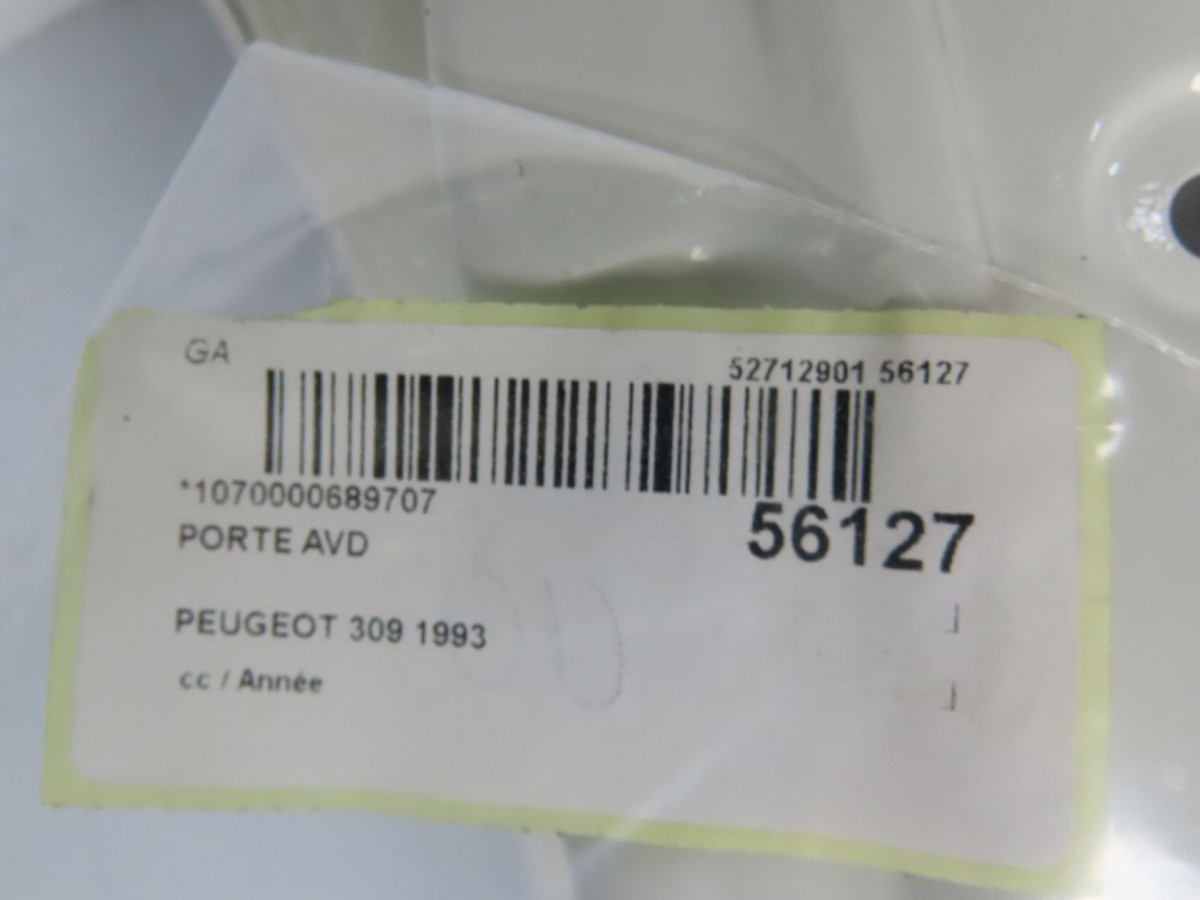 GA
52712901 56127
*1070000689707
56127
PORTE AVD
PEUGEOT 309 1993
cc / Année